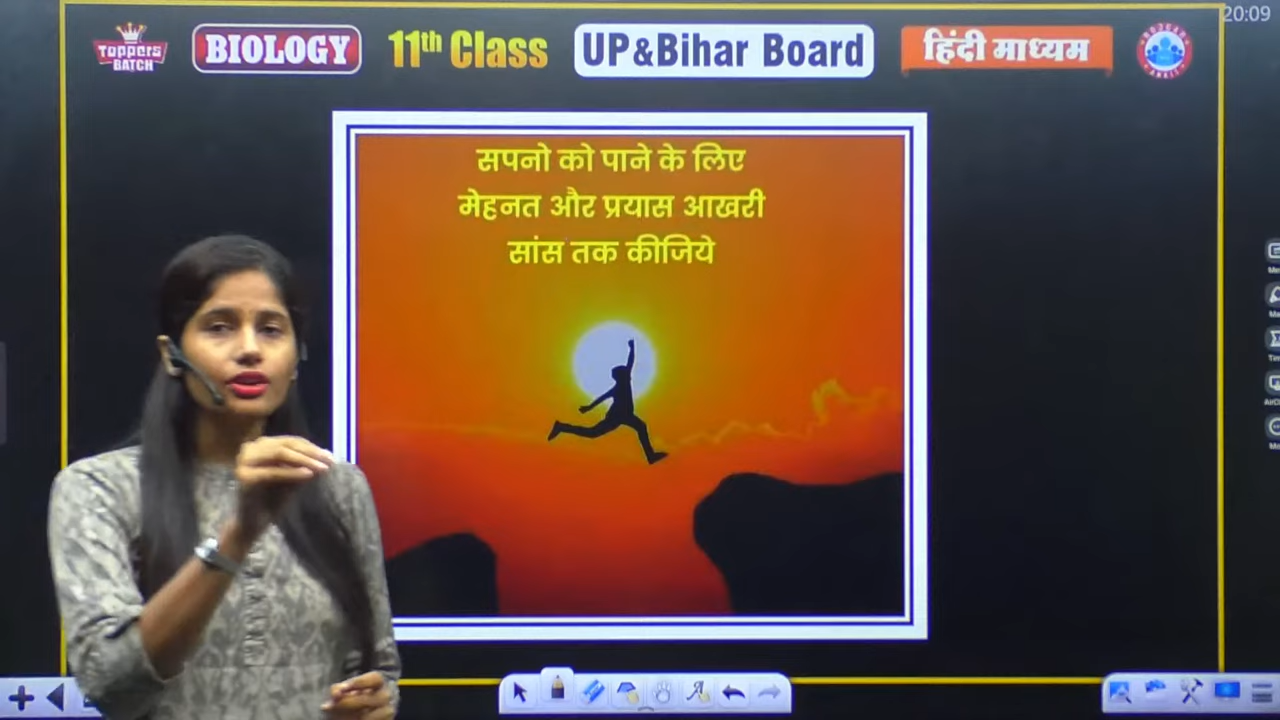 20:09
Toppers
BATCH
BIOLOGY
11th Class
UP&Bihar Board
हिंदी माध्यम
सपनो को पाने के लिए
मेहनत और प्रयास आखरी
सांस तक कीजिये